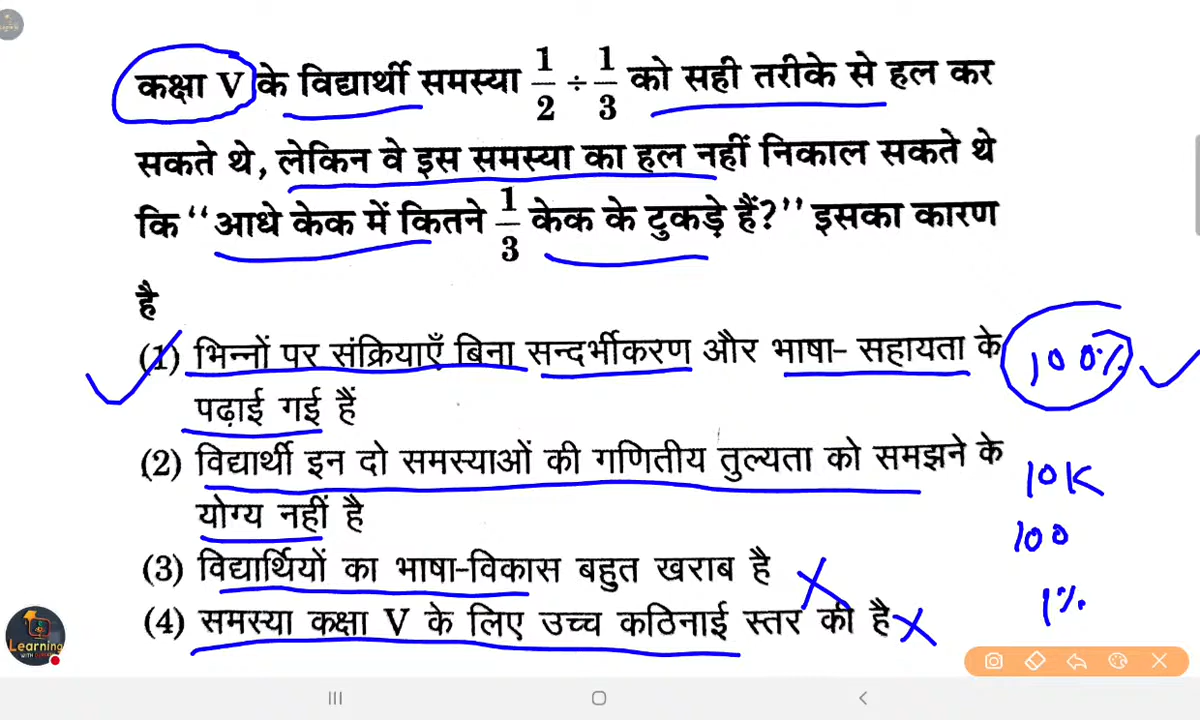 कक्षा V के विद्यार्थी समस्या 1/2 ÷ 1/3 को सही तरीके से हल कर
सकते थे, लेकिन वे इस समस्या का हल नहीं निकाल सकते थे
कि “आधे केक में कितने 1/3 केक के टुकड़े हैं?” इसका कारण
है
(1) भिन्नों पर संक्रियाएँ बिना सन्दर्भीकरण और भाषा- सहायता के
पढ़ाई गई हैं
100%
(2) विद्यार्थी इन दो समस्याओं की गणितीय तुल्यता को समझने के
योग्य नहीं है
10K
100
(3) विद्यार्थियों का भाषा-विकास बहुत खराब है
(4) समस्या कक्षा V के लिए उच्च कठिनाई स्तर की है
1%
Learning